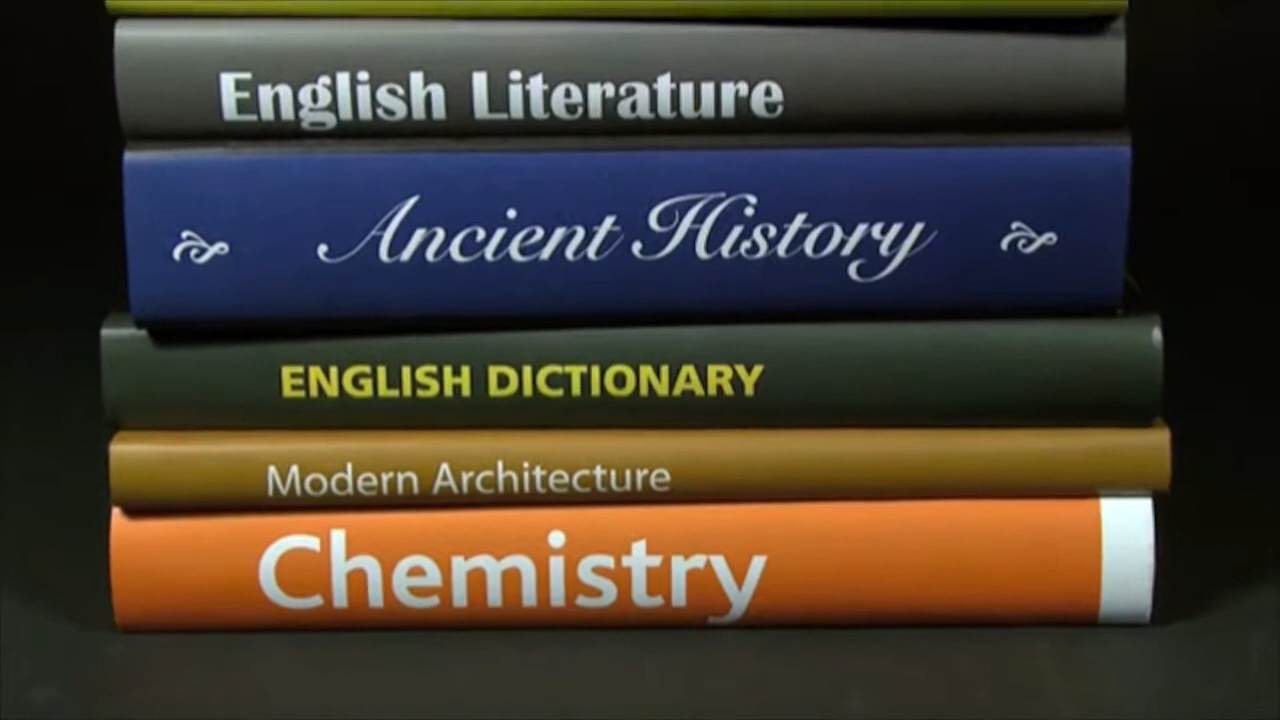 English Literature
Ancient History
ENGLISH DICTIONARY
Modern Architecture
Chemistry